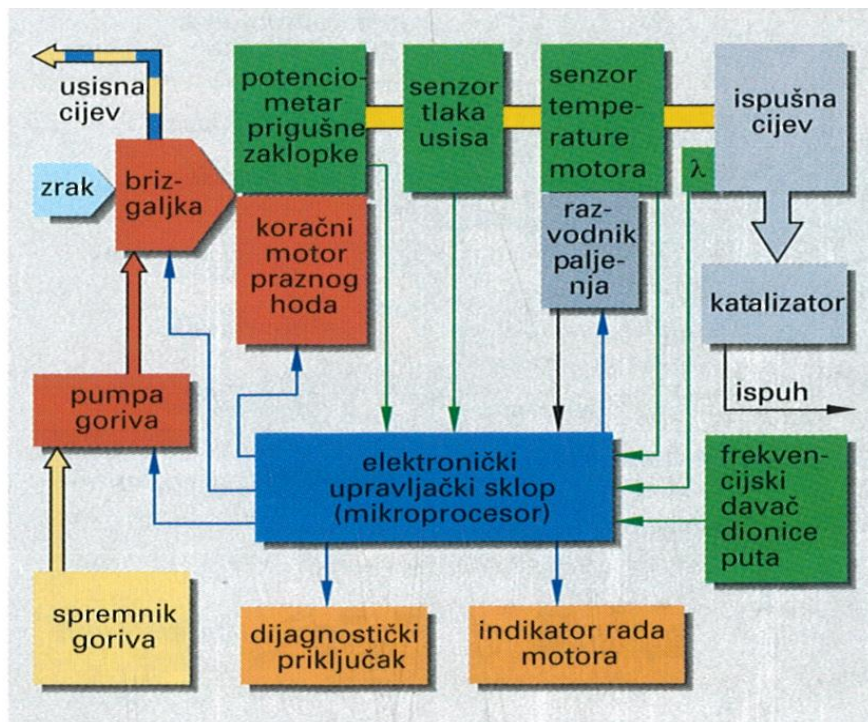 usisna
cijev
potencio-
metar
prigušne
zaklopke
senzor
tlaka
usisa
senzor
tempe-
rature
motora
ispušna
cijev
λ
zrak
briz-
galjka
koračni
motor
praznog
hoda
raz-
vodnik
palje-
nja
katalizator
ispuh
pumpa
goriva
elektronički
upravljački sklop
(mikroprocesor)
frekven-
cijski
davač
dionice
puta
spremnik
goriva
dijagnostički
priključak
indikator rada
motora